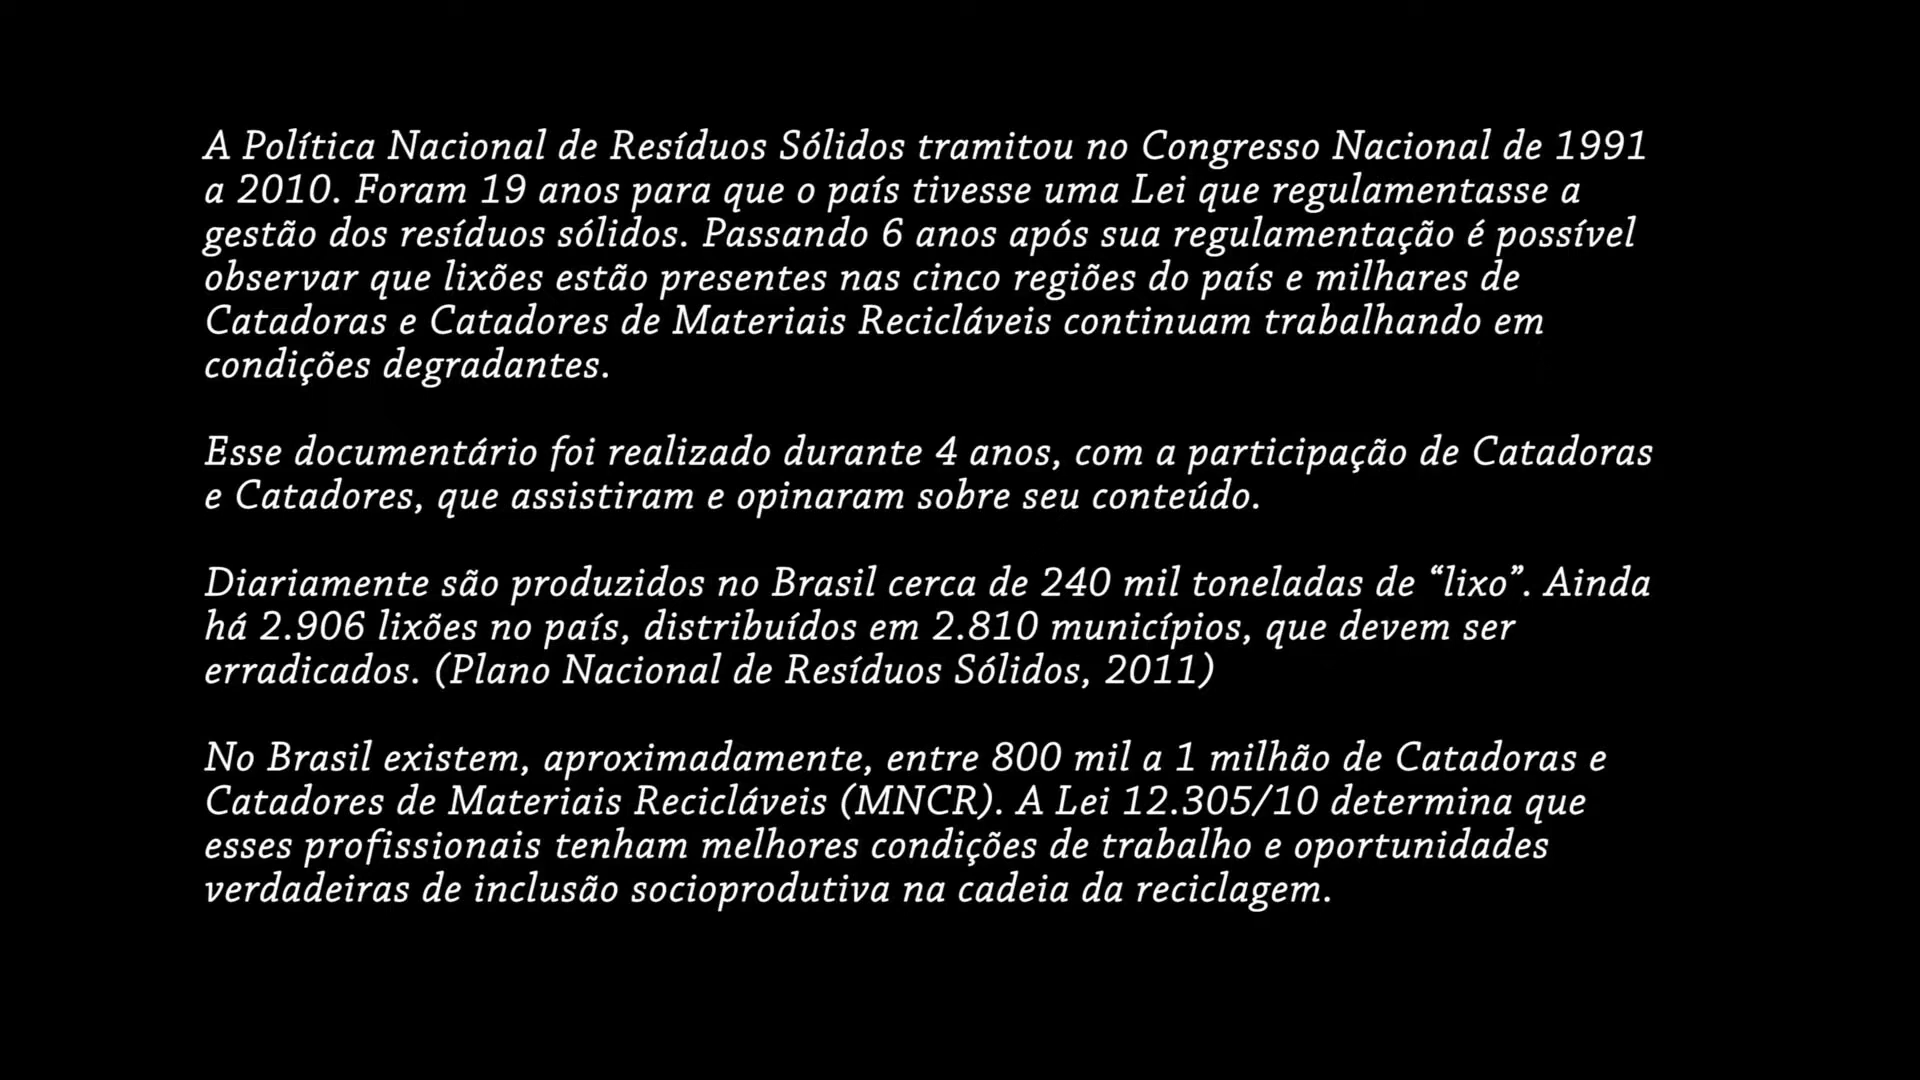 A Política Nacional de Resíduos Sólidos tramitou no Congresso Nacional de 1991
a 2010. Foram 19 anos para que o país tivesse uma Lei que regulamentasse a
gestão dos resíduos sólidos. Passando 6 anos após sua regulamentação é possível
observar que lixões estão presentes nas cinco regiões do país e milhares de
Catadoras e Catadores de Materiais Recicláveis continuam trabalhando em
condições degradantes.
Esse documentário foi realizado durante 4 anos, com a participação de Catadoras
e Catadores, que assistiram e opinaram sobre seu conteúdo.
Diariamente são produzidos no Brasil cerca de 240 mil toneladas de “lixo”. Ainda
há 2.906 lixões no país, distribuídos em 2.810 municípios, que devem ser
erradicados. (Plano Nacional de Resíduos Sólidos, 2011)
No Brasil existem, aproximadamente, entre 800 mil a 1 milhão de Catadoras e
Catadores de Materiais Recicláveis (MNCR). A Lei 12.305/10 determina que
esses profissionais tenham melhores condições de trabalho e oportunidades
verdadeiras de inclusão socioprodutiva na cadeia da reciclagem.